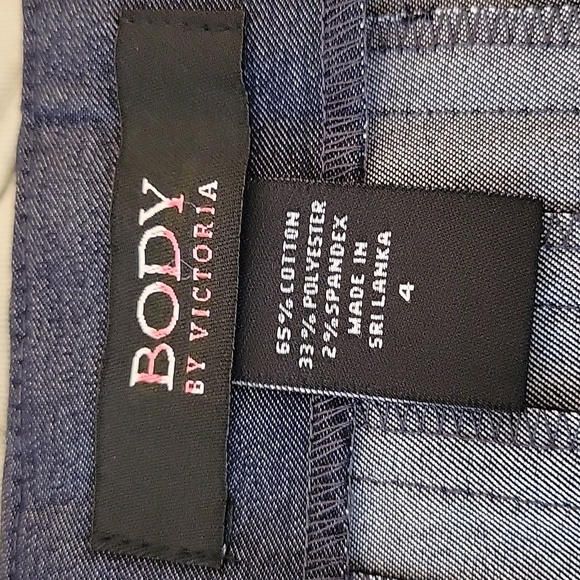 BODY
BY VICTORIA
65% COTTON
33% POLYESTER
2% SPANDEX
MADE IN
SRI LANKA
4